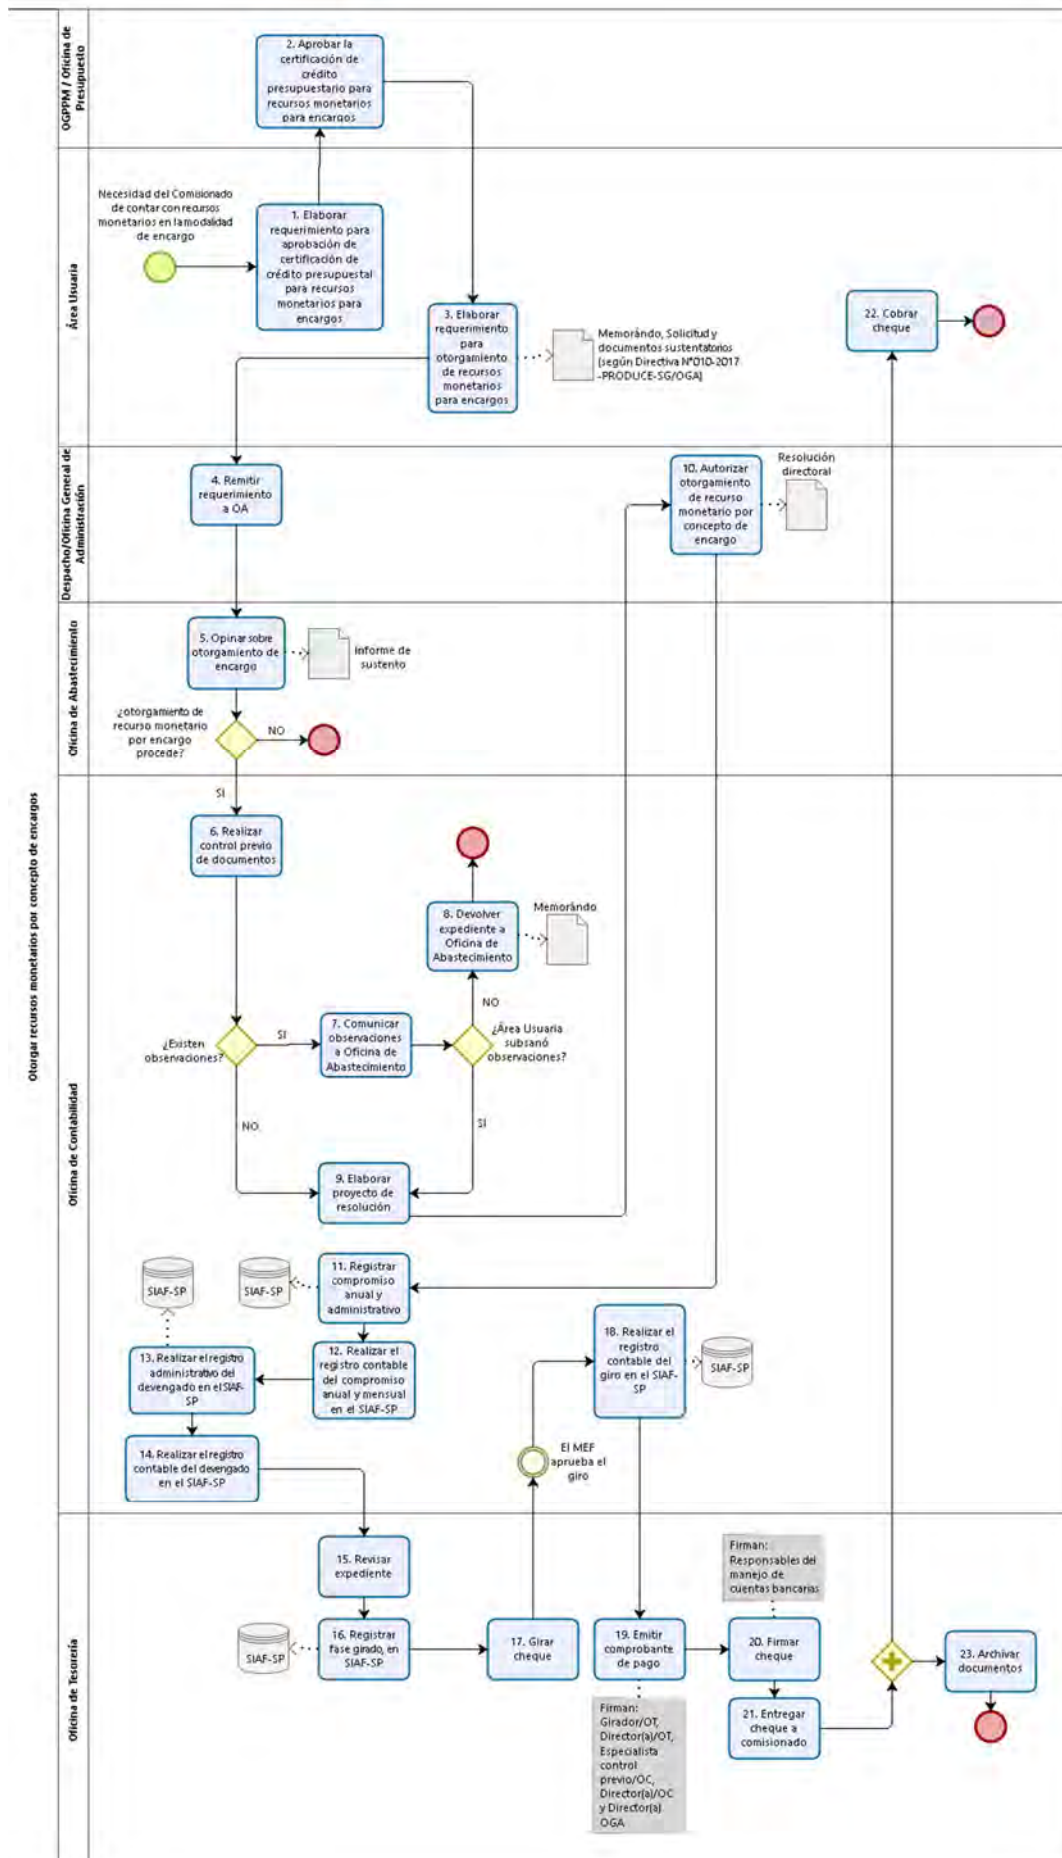 Otorgar recursos monetarios por concepto de encargos
OGPPM / Oficina de
Presupuesto
2. Aprobar la
certificación de
crédito
presupuestario para
recursos monetarios
para encargos
Área Usuaria
Necesidad del Comisionado
de contar con recursos
monetarios en la modalidad
de encargo
1. Elaborar
requerimiento para
aprobación de
certificación de
crédito presupuestal
para recursos
monetarios para
encargos
3. Elaborar
requerimiento
para
otorgamiento
de recursos
monetarios
para encargos
Memorándo, Solicitud y
documentos sustentatorios
(según Directiva N°010-2017
-PRODUCE-SG/OGA)
22. Cobrar
cheque
Despacho/Oficina General de
Administración
4. Remitir
requerimiento
a OA
10. Autorizar
otorgamiento
de recurso
monetario por
concepto de
encargo
Resolución
directoral
Oficina de Abastecimiento
5. Opinar sobre
otorgamiento de
encargo
Informe de
sustento
¿otorgamiento de
recurso monetario
por encargo
procede?
NO
SI
Oficina de Contabilidad
6. Realizar
control previo
de documentos
8. Devolver
expediente a
Oficina de
Abastecimiento
Memorándo
NO
¿Existen
observaciones?
SI
7. Comunicar
observaciones
a Oficina de
Abastecimiento
¿Área Usuaria
subsanó
observaciones?
NO
SI
9. Elaborar
proyecto de
resolución
SIAF-SP
SIAF-SP
11. Registrar
compromiso
anual y
administrativo
13. Realizar el registro
administrativo del
devengado en el SIAF-
SP
12. Realizar el
registro contable
del compromiso
anual y mensual
en el SIAF-SP
18. Realizar el
registro
contable del
giro en el SIAF-
SP
SIAF-SP
14. Realizar el registro
contable del devengado
en el SIAF-SP
El MEF
aprueba el
giro
Oficina de Tesorería
15. Revisar
expediente
Firman:
Responsables del
manejo de
cuentas bancarias
SIAF-SP
16. Registrar
fase girado, en
SIAF-SP
17. Girar
cheque
19. Emitir
comprobante
de pago
20. Firmar
cheque
23. Archivar
documentos
21. Entregar
cheque a
comisionado
Firman:
Girador/OT,
Director(a)/OT,
Especialista
control
previo/OC,
Director(a)/OC
y Director(a)
OGA